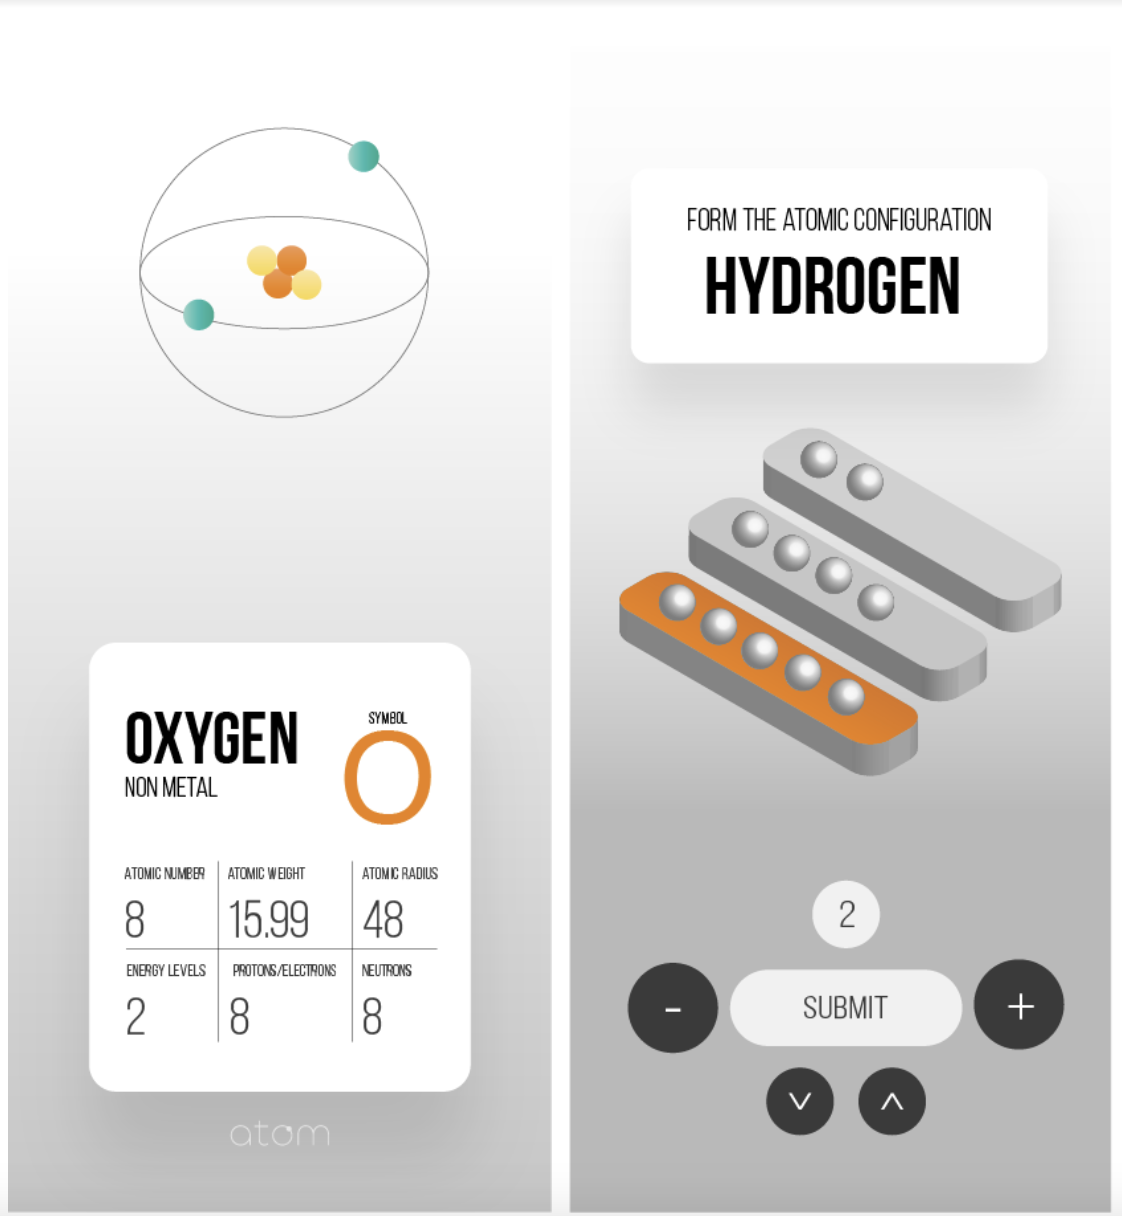 OXYGEN
NON METAL
SYMBOL
O
ATOMIC NUMBER
8
ATOMIC WEIGHT
15.99
ATOMIC RADIUS
48
ENERGY LEVELS
2
PROTONS/ELECTRONS
8
NEUTRONS
8
atom
FORM THE ATOMIC CONFIGURATION
HYDROGEN
2
-
SUBMIT
+